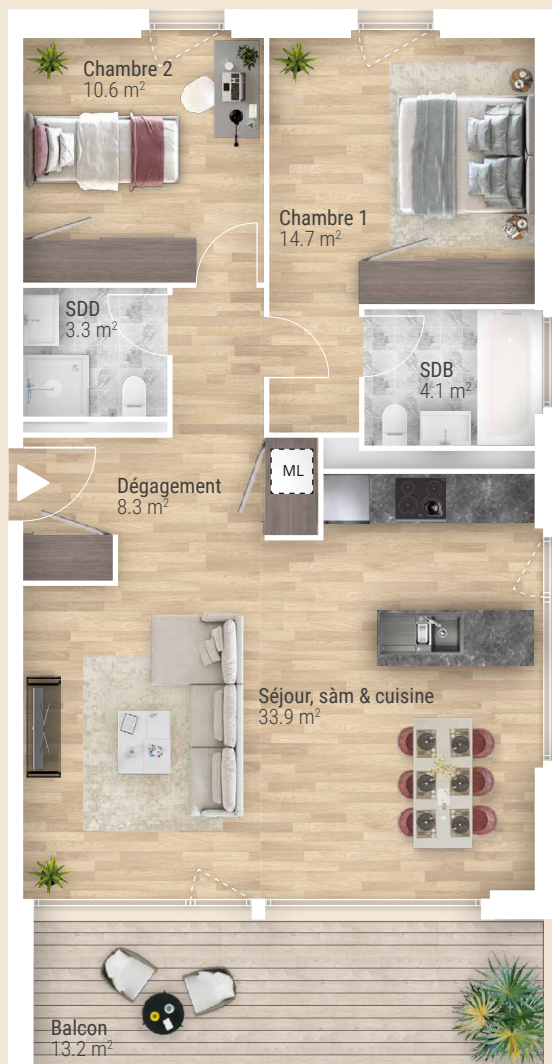 Chambre 2
10.6 m²
Chambre 1
14.7 m²
SDD
3.3 m²
SDB
4.1 m²
ML
Dégagement
8.3 m²
Séjour, sàm & cuisine
33.9 m²
Balcon
13.2 m²